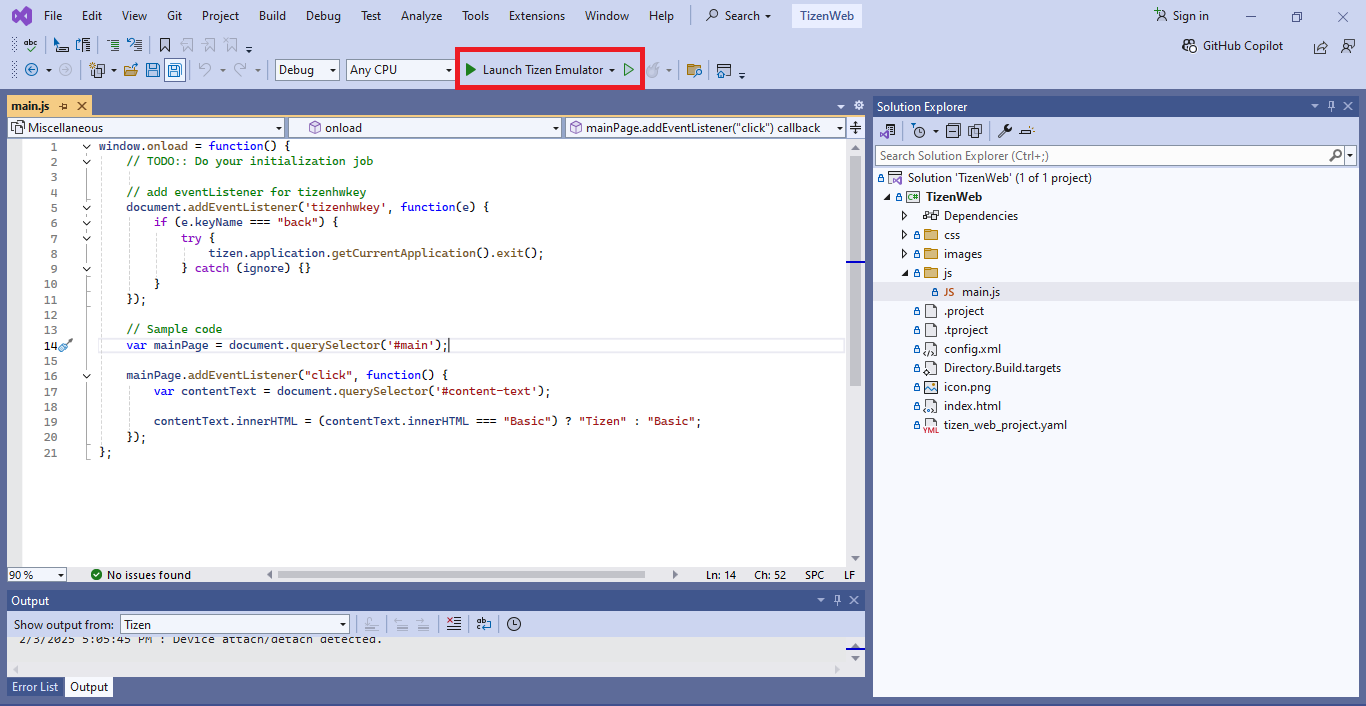 File Edit View Git Project Build Debug Test Analyze Tools Extensions Window Help Search TizenWeb Sign in
abc GitHub Copilot
Debug Any CPU Launch Tizen Emulator
main.js
Miscellaneous onload mainPage.addEventListener("click") callback
1 window.onload = function() {
2 // TODO:: Do your initialization job
3
4 // add eventListener for tizenhwkey
5 document.addEventListener('tizenhwkey', function(e) {
6 if (e.keyName === "back") {
7 try {
8 tizen.application.getCurrentApplication().exit();
9 } catch (ignore) {}
10 }
11 });
12
13 // Sample code
14 var mainPage = document.querySelector('#main');
15
16 mainPage.addEventListener("click", function() {
17 var contentText = document.querySelector('#content-text');
18
19 contentText.innerHTML = (contentText.innerHTML === "Basic") ? "Tizen" : "Basic";
20 });
21 };
90 % No issues found Ln: 14 Ch: 52 SPC LF
Output
Show output from: Tizen
2/3/2025 5:05:45 PM : Device attach/detach detected.
Error List Output
Solution Explorer
Search Solution Explorer (Ctrl+;)
Solution 'TizenWeb' (1 of 1 project)
C# TizenWeb
Dependencies
css
images
js
JS main.js
.project
.tproject
config.xml
Directory.Build.targets
icon.png
index.html
YML tizen_web_project.yaml